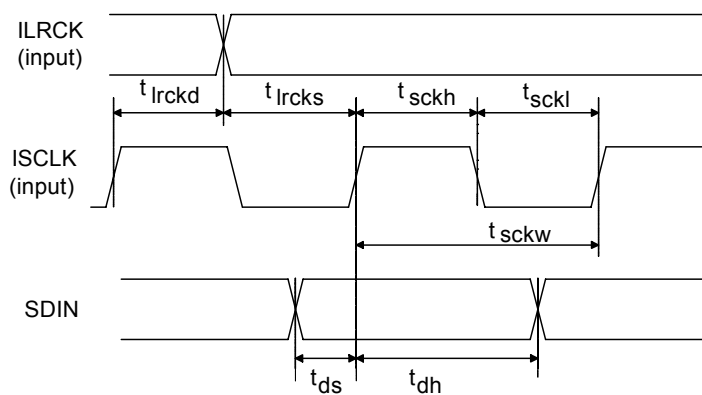 ILRCK
(input)
t lrckd
t lrcks
t sckh
t sckl
ISCLK
(input)
t sckw
SDIN
t ds
t dh